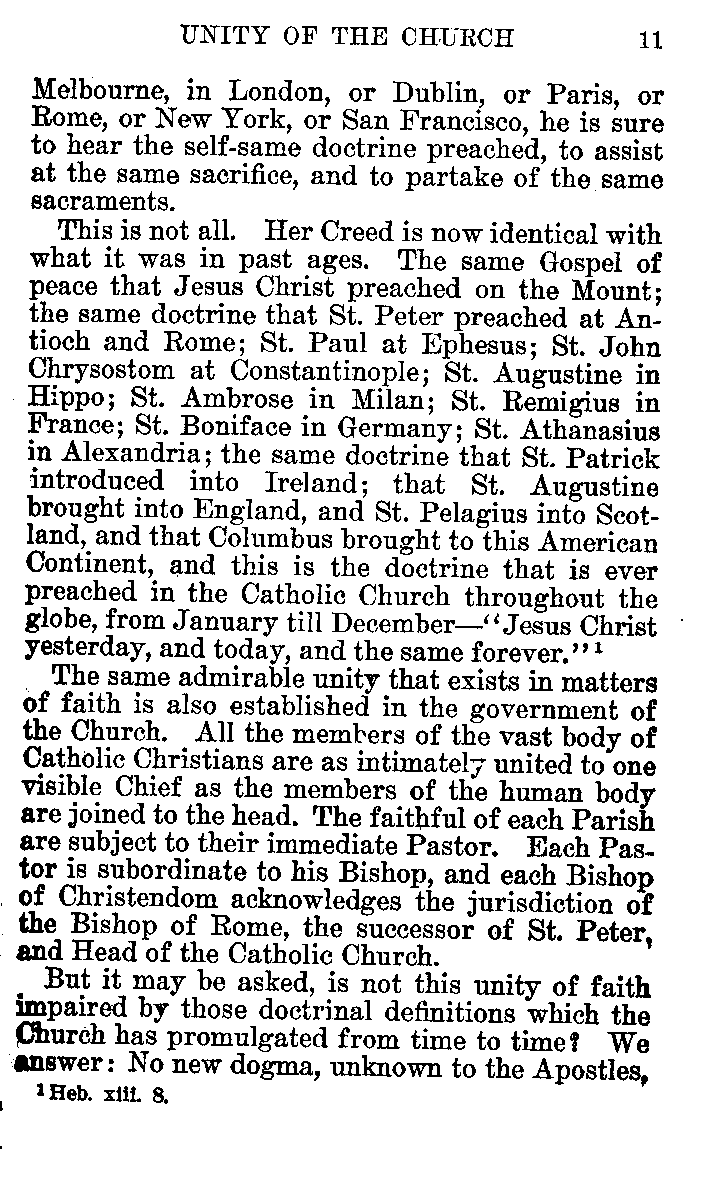 UNITY OF THE CHURCH 11
Melbourne, in London, or Dublin, or Paris, or
Rome, or New York, or San Francisco, he is sure
to hear the self-same doctrine preached, to assist
at the same sacrifice, and to partake of the same
sacraments.
This is not all. Her Creed is now identical with
what it was in past ages. The same Gospel of
peace that Jesus Christ preached on the Mount;
the same doctrine that St. Peter preached at An-
tioch and Rome; St. Paul at Ephesus; St. John
Chrysostom at Constantinople; St. Augustine in
Hippo; St. Ambrose in Milan; St. Remigius in
France; St. Boniface in Germany; St. Athanasius
in Alexandria; the same doctrine that St. Patrick
introduced into Ireland; that St. Augustine
brought into England, and St. Pelagius into Scot-
land, and that Columbus brought to this American
Continent, and this is the doctrine that is ever
preached in the Catholic Church throughout the
globe, from January till December—"Jesus Christ
yesterday, and today, and the same forever."¹
The same admirable unity that exists in matters
of faith is also established in the government of
the Church. All the members of the vast body of
Catholic Christians are as intimately united to one
visible Chief as the members of the human body
are joined to the head. The faithful of each Parish
are subject to their immediate Pastor. Each Pas-
tor is subordinate to his Bishop, and each Bishop
of Christendom acknowledges the jurisdiction of
the Bishop of Rome, the successor of St. Peter,
and Head of the Catholic Church.
But it may be asked, is not this unity of faith
impaired by those doctrinal definitions which the
Church has promulgated from time to time? We
answer: No new dogma, unknown to the Apostles,
¹ Heb. xiii. 8.